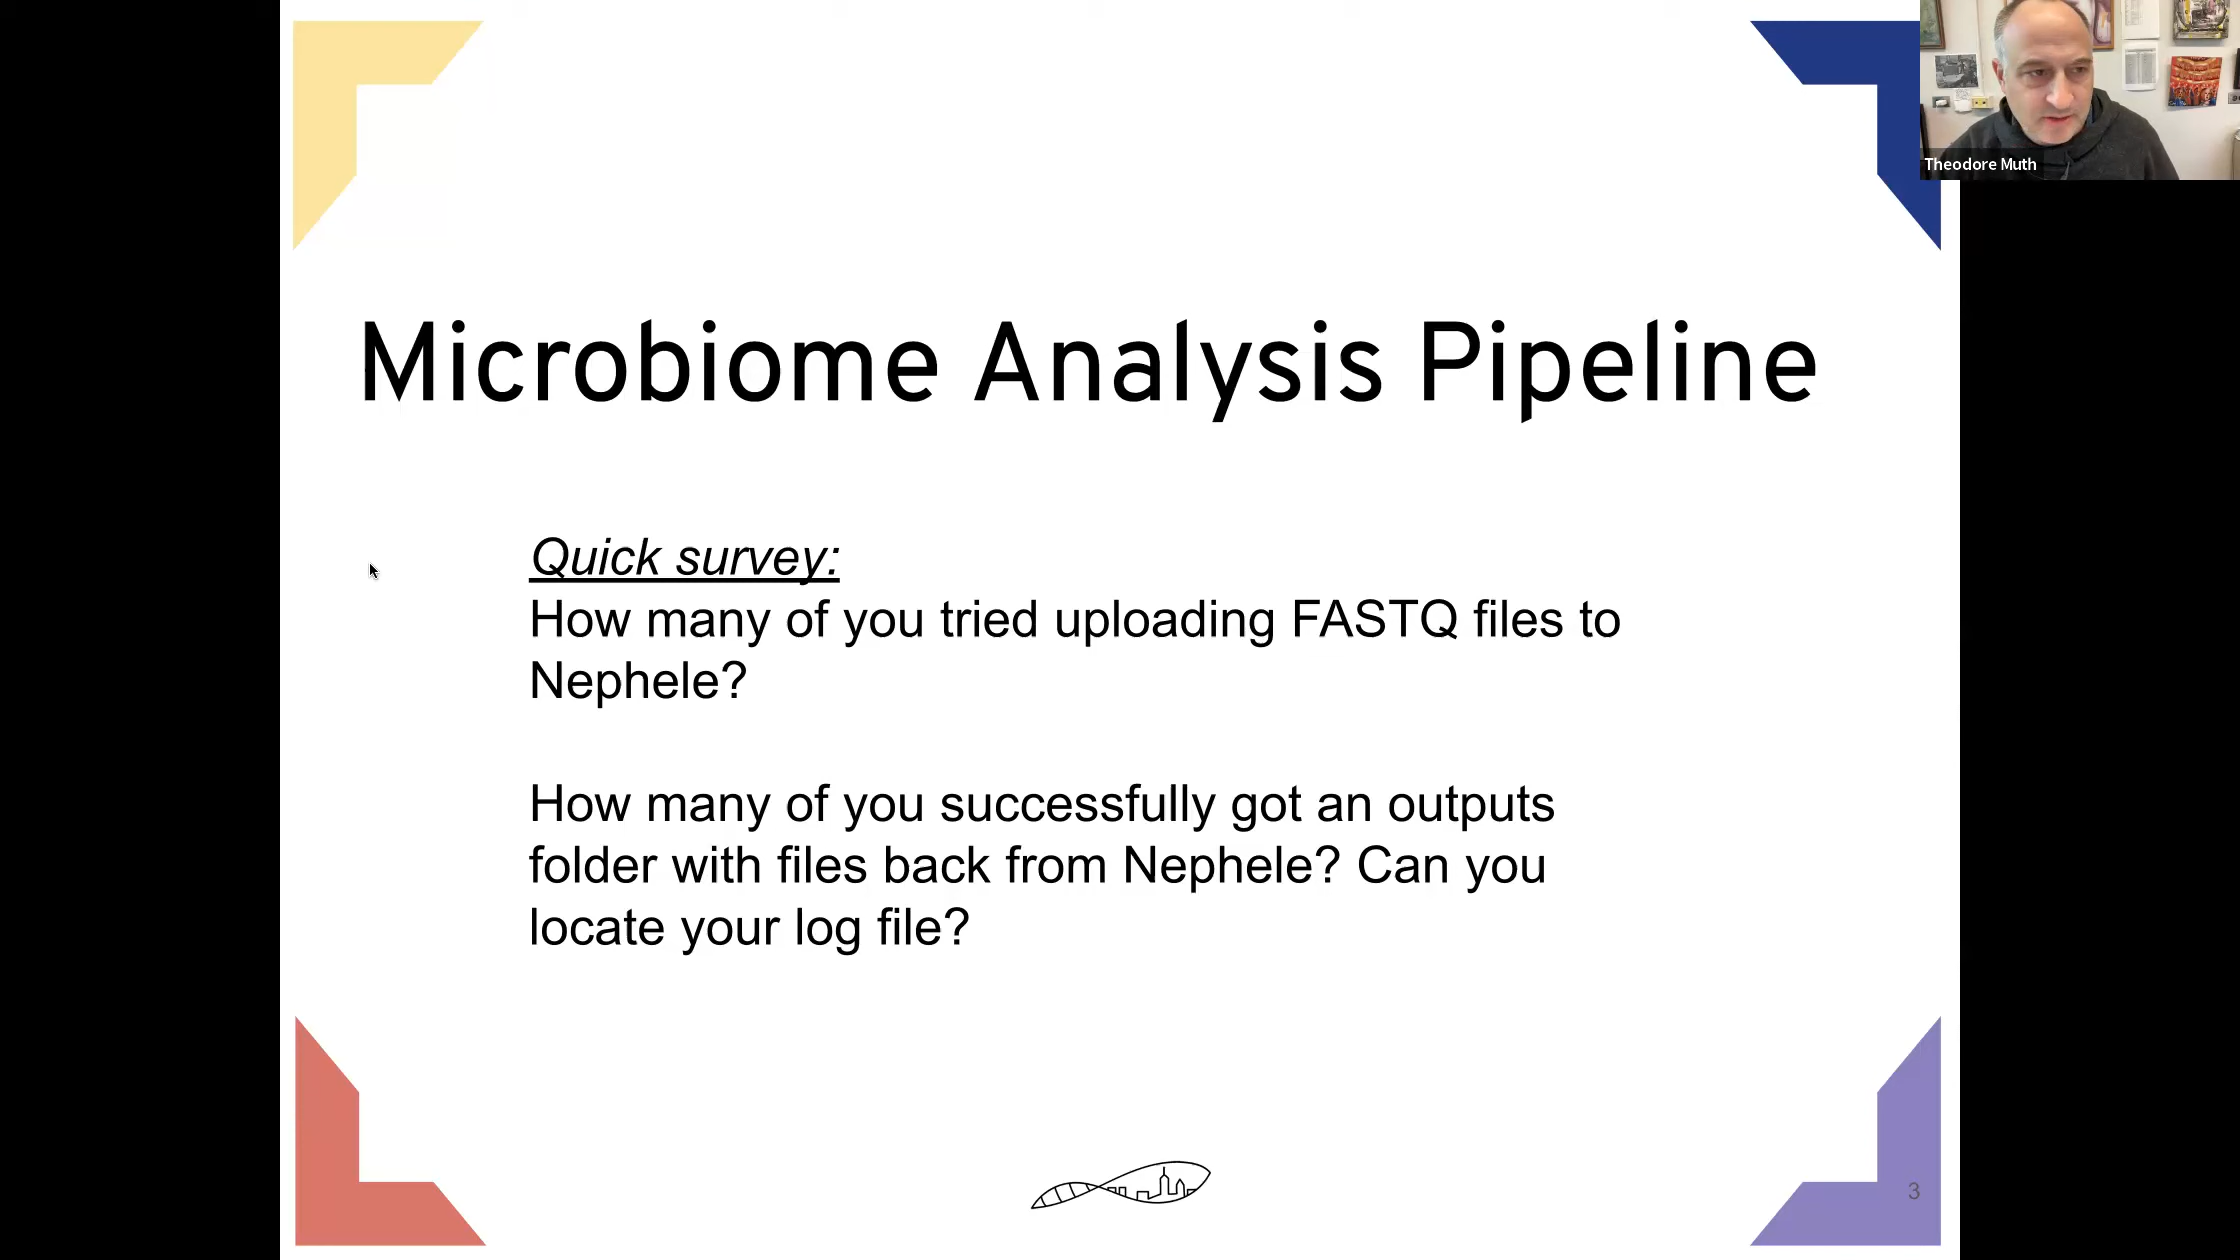 Theodore Muth
Microbiome Analysis Pipeline
Quick survey:
How many of you tried uploading FASTQ files to
Nephele?
How many of you successfully got an outputs
folder with files back from Nephele? Can you
locate your log file?
3